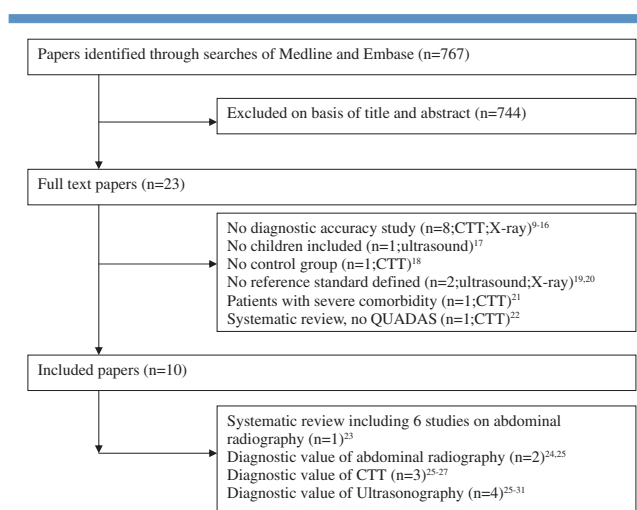 Papers identified through searches of Medline and Embase (n=767)
Excluded on basis of title and abstract (n=744)
Full text papers (n=23)
No diagnostic accuracy study (n=8;CTT;X-ray)9-16
No children included (n=1;ultrasound)17
No control group (n=1;CTT)18
No reference standard defined (n=2;ultrasound;X-ray)19,20
Patients with severe comorbidity (n=1;CTT)21
Systematic review, no QUADAS (n=1;CTT)22
Included papers (n=10)
Systematic review including 6 studies on abdominal
radiography (n=1)23
Diagnostic value of abdominal radiography (n=2)24,25
Diagnostic value of CTT (n=3)25-27
Diagnostic value of Ultrasonography (n=4)25-31